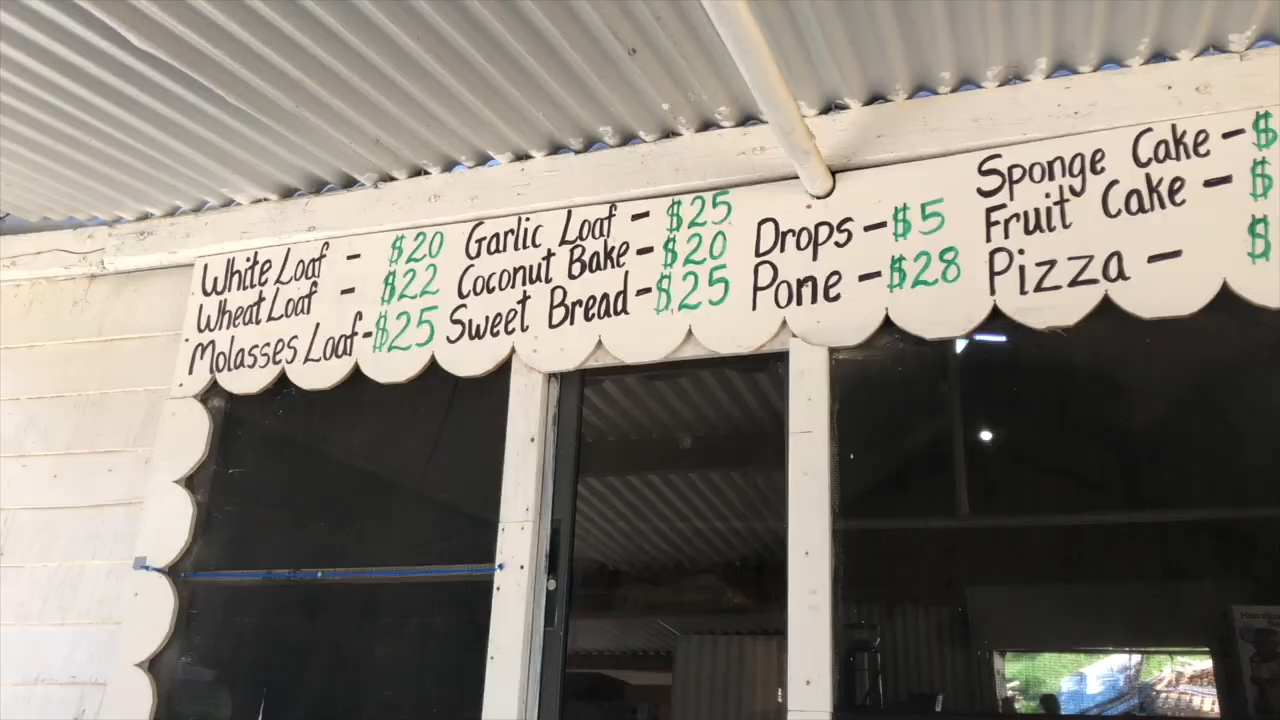 White Loaf - $20
Wheat Loaf - $22
Molasses Loaf - $25
Garlic Loaf - $25
Coconut Bake - $20
Sweet Bread - $25
Drops - $5
Pone - $28
Sponge Cake - $
Fruit Cake - $
Pizza - $